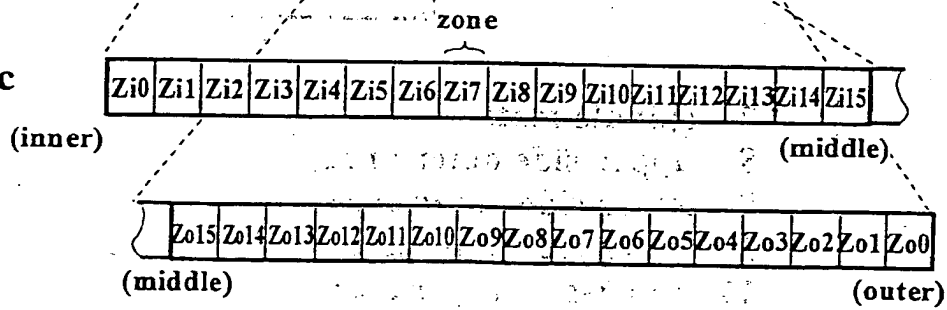 zone
c
Zi0 Zi1 Zi2 Zi3 Zi4 Zi5 Zi6 Zi7 Zi8 Zi9 Zi10 Zi11 Zi12 Zi13 Zi14 Zi15
(inner) (middle)
Zo15 Zo14 Zo13 Zo12 Zo11 Zo10 Zo9 Zo8 Zo7 Zo6 Zo5 Zo4 Zo3 Zo2 Zo1 Zo0
(middle) (outer)